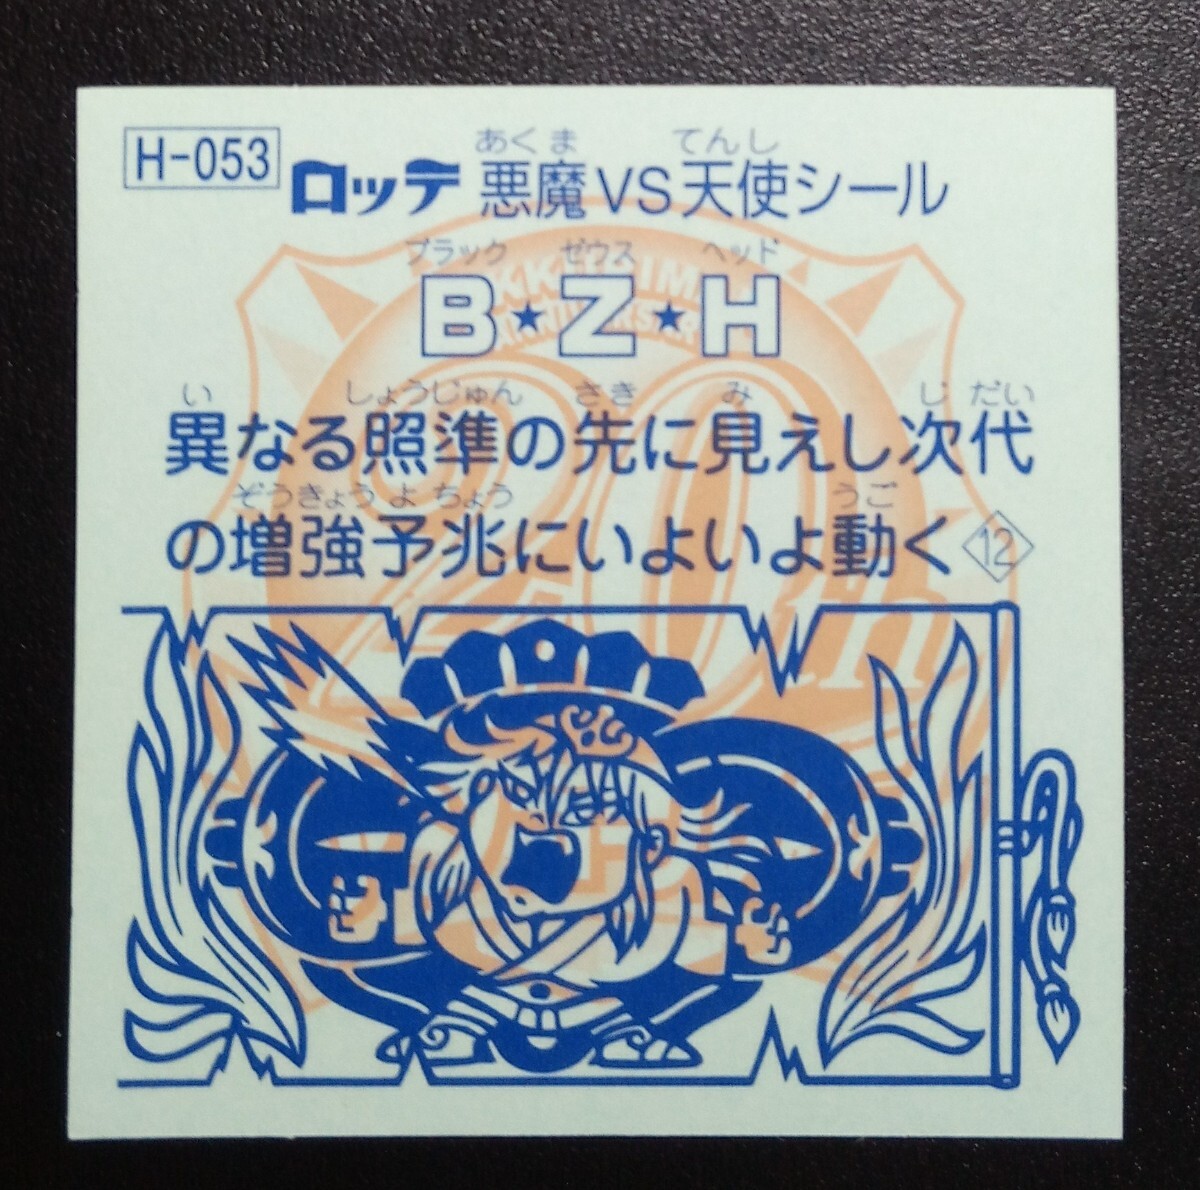 H-053
ロッテ 悪魔VS天使シール
あくま てんし
ブラック ゼウス ヘッド
B★Z★H
い しょうじゅん さき み じだい
異なる照準の先に見えし次代
ぞうきょう よちょう うご
の増強予兆にいよいよ動く 12
20th